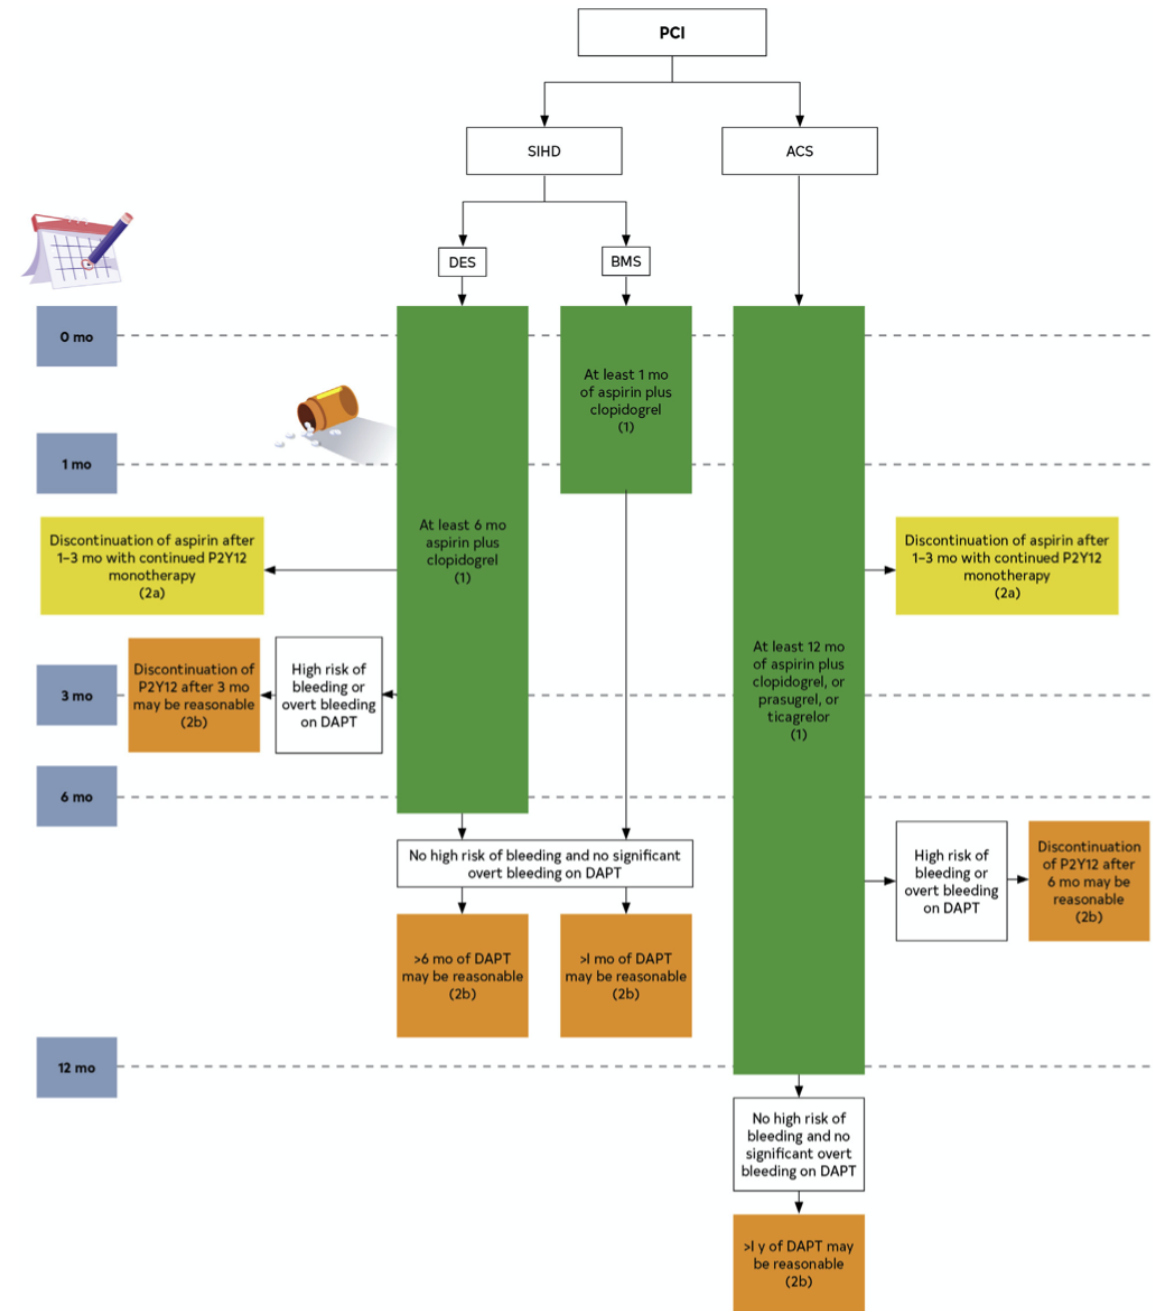 PCI
SIHD
ACS
DES
BMS
0 mo
At least 1 mo
of aspirin plus
clopidogrel
(1)
1 mo
Discontinuation of aspirin after
1–3 mo with continued P2Y12
monotherapy
(2a)
At least 6 mo
aspirin plus
clopidogrel
(1)
Discontinuation of aspirin after
1–3 mo with continued P2Y12
monotherapy
(2a)
3 mo
Discontinuation of
P2Y12 after 3 mo
may be reasonable
(2b)
High risk of
bleeding or
overt bleeding
on DAPT
At least 12 mo
of aspirin plus
clopidogrel, or
prasugrel, or
ticagrelor
(1)
6 mo
No high risk of bleeding and no significant
overt bleeding on DAPT
High risk of
bleeding or
overt bleeding
on DAPT
Discontinuation
of P2Y12 after
6 mo may be
reasonable
(2b)
>6 mo of DAPT
may be reasonable
(2b)
>l mo of DAPT
may be reasonable
(2b)
12 mo
No high risk of
bleeding and no
significant overt
bleeding on DAPT
>l y of DAPT may
be reasonable
(2b)